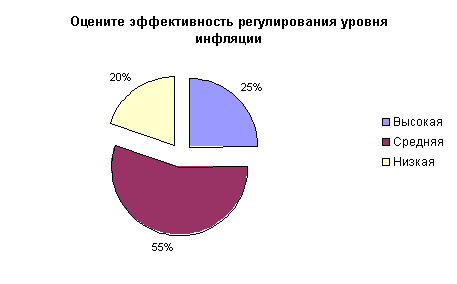 Оцените эффективность регулирования уровня
инфляции
20%
25%
Высокая
Средняя
Низкая
55%